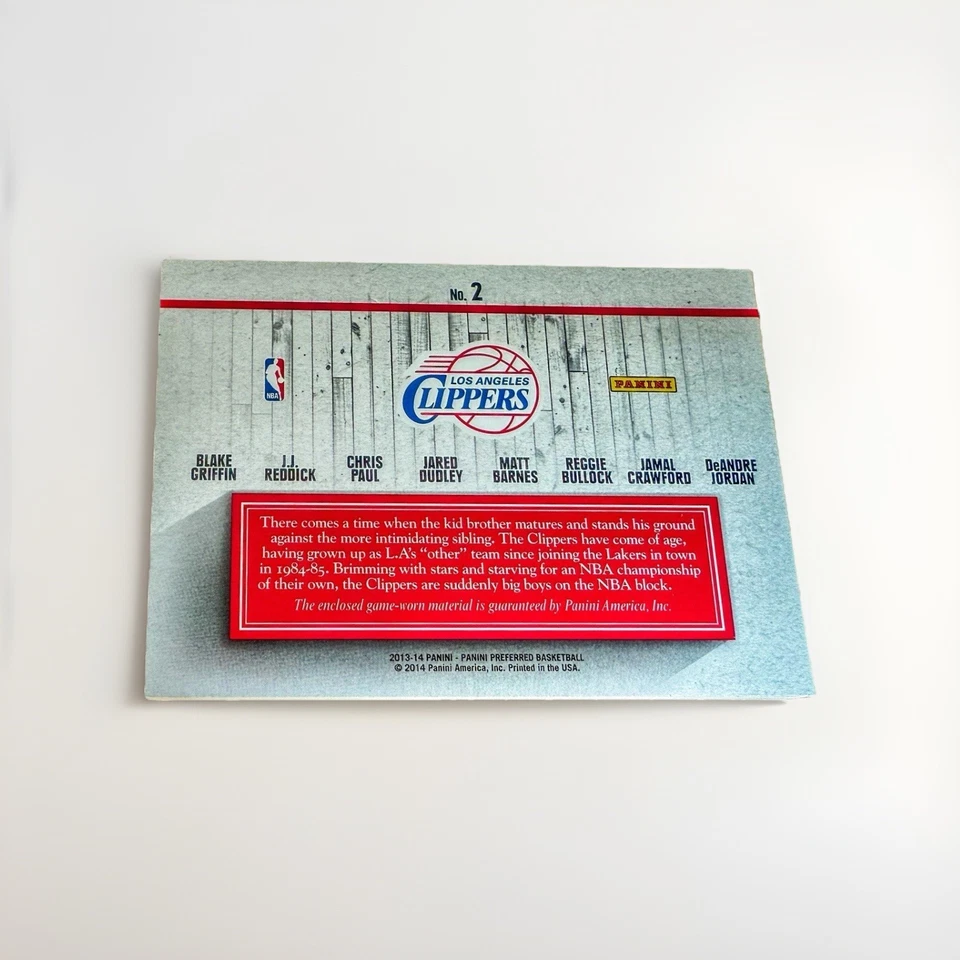 No. 2
NBA
LOS ANGELES
CLIPPERS
PANINI
BLAKE GRIFFIN
J.J. REDDICK
CHRIS PAUL
JARED DUDLEY
MATT BARNES
REGGIE BULLOCK
JAMAL CRAWFORD
DeANDRE JORDAN
There comes a time when the kid brother matures and stands his ground
against the more intimidating sibling. The Clippers have come of age,
having grown up as L.A.'s "other" team since joining the Lakers in town
in 1984-85. Brimming with stars and starving for an NBA championship
of their own, the Clippers are suddenly big boys on the NBA block.
The enclosed game-worn material is guaranteed by Panini America, Inc.
2013-14 PANINI - PANINI PREFERRED BASKETBALL
© 2014 Panini America, Inc. Printed in the USA.